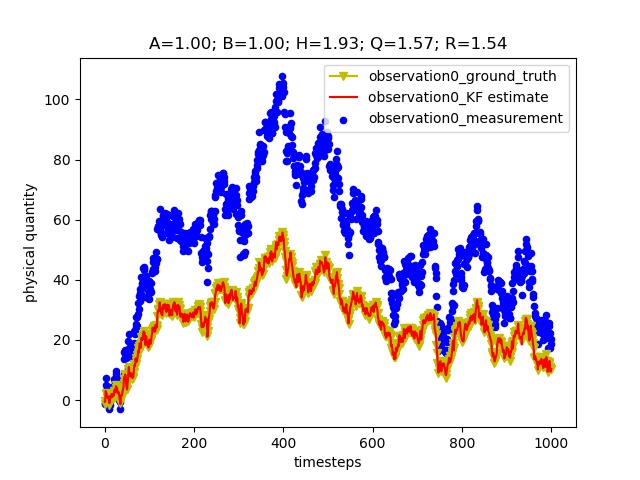 A=1.00; B=1.00; H=1.93; Q=1.57; R=1.54
observation0_ground_truth
observation0_KF estimate
observation0_measurement
physical quantity
100
80
60
40
20
0
0 200 400 600 800 1000
timesteps